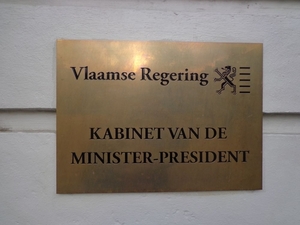 Vlaamse Regering
KABINET VAN DE
MINISTER-PRESIDENT